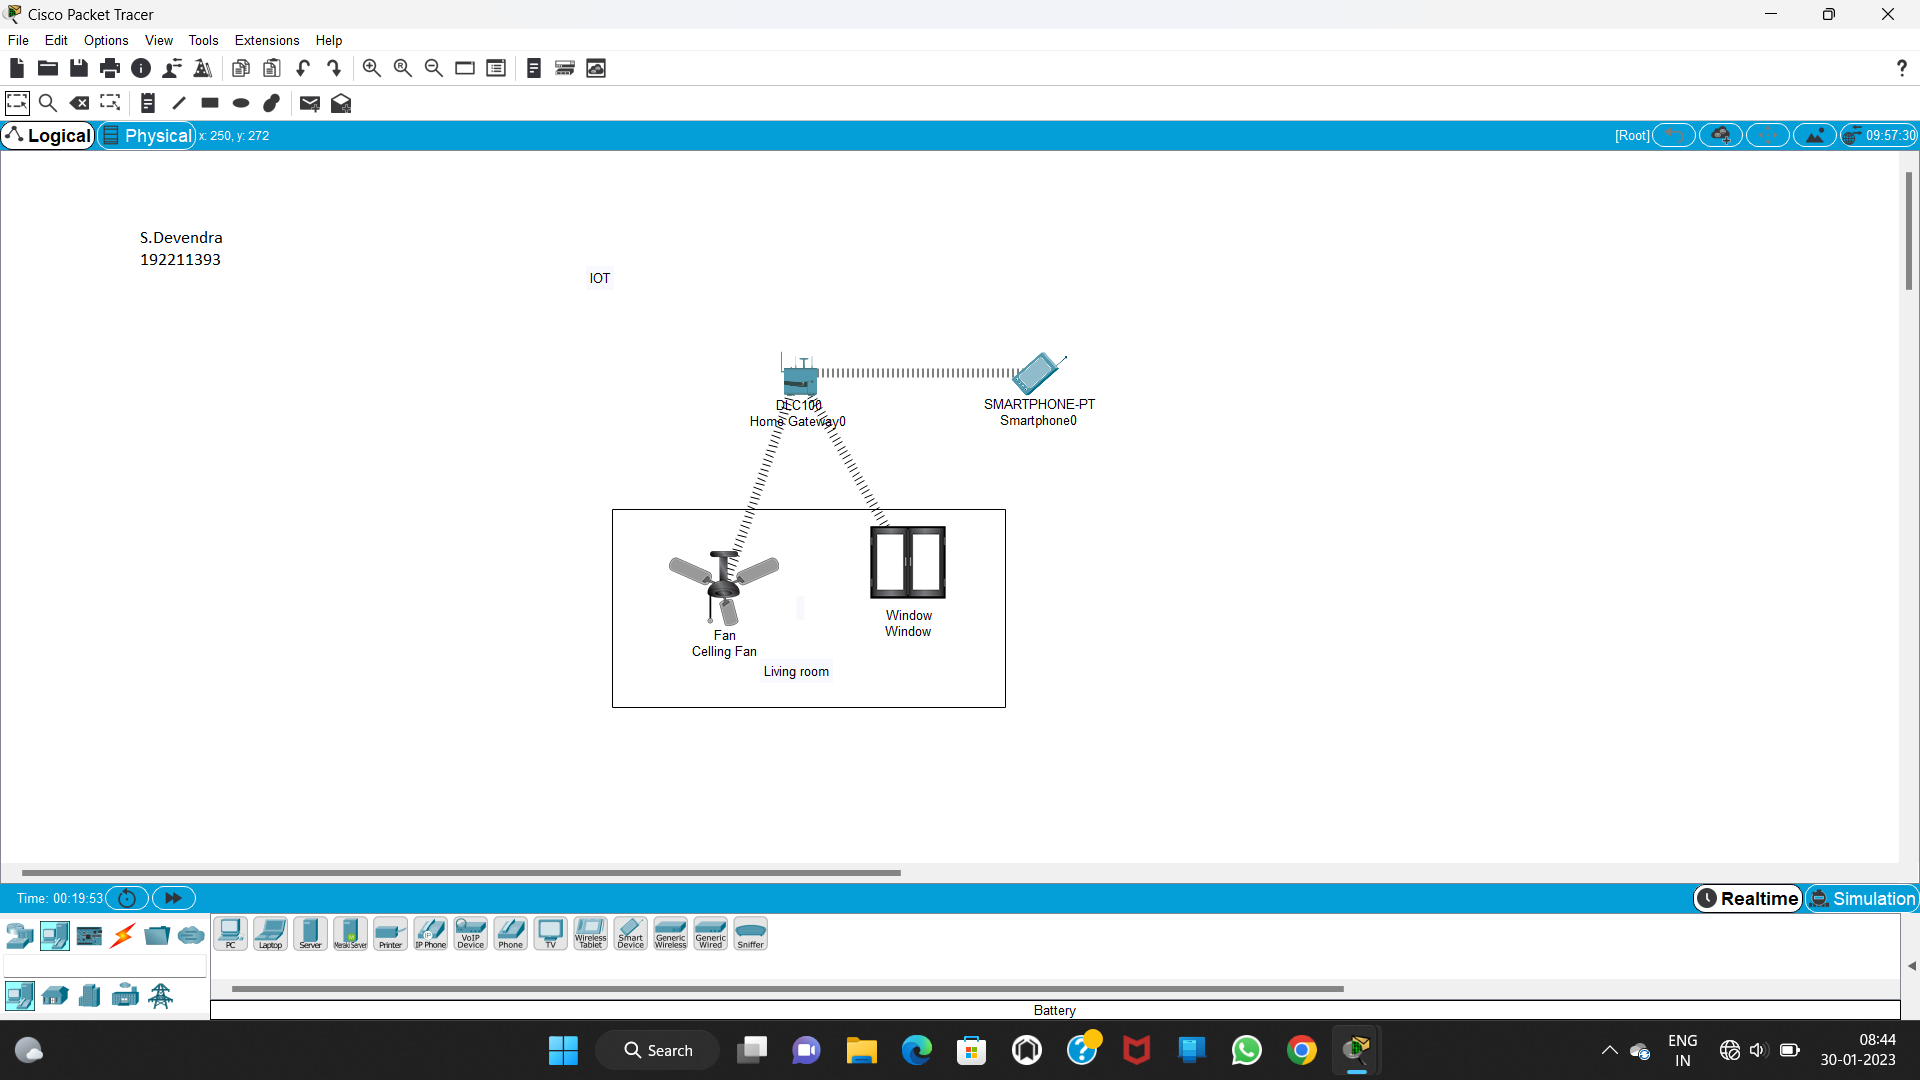 Cisco Packet Tracer
File Edit Options View Tools Extensions Help
R
?
Logical Physical x: 250, y: 272 [Root] 09:57:30
S.Devendra
192211393
IOT
DLC100
Home Gateway0
SMARTPHONE-PT
Smartphone0
Window
Window
Fan
Celling Fan
Living room
Time: 00:19:53 Realtime Simulation
PC Laptop Server Meraki Server Printer IP Phone VoIP Device Phone TV Wireless Tablet Smart Device Generic Wireless Generic Wired Sniffer
Battery
Search
ENG
IN
08:44
30-01-2023